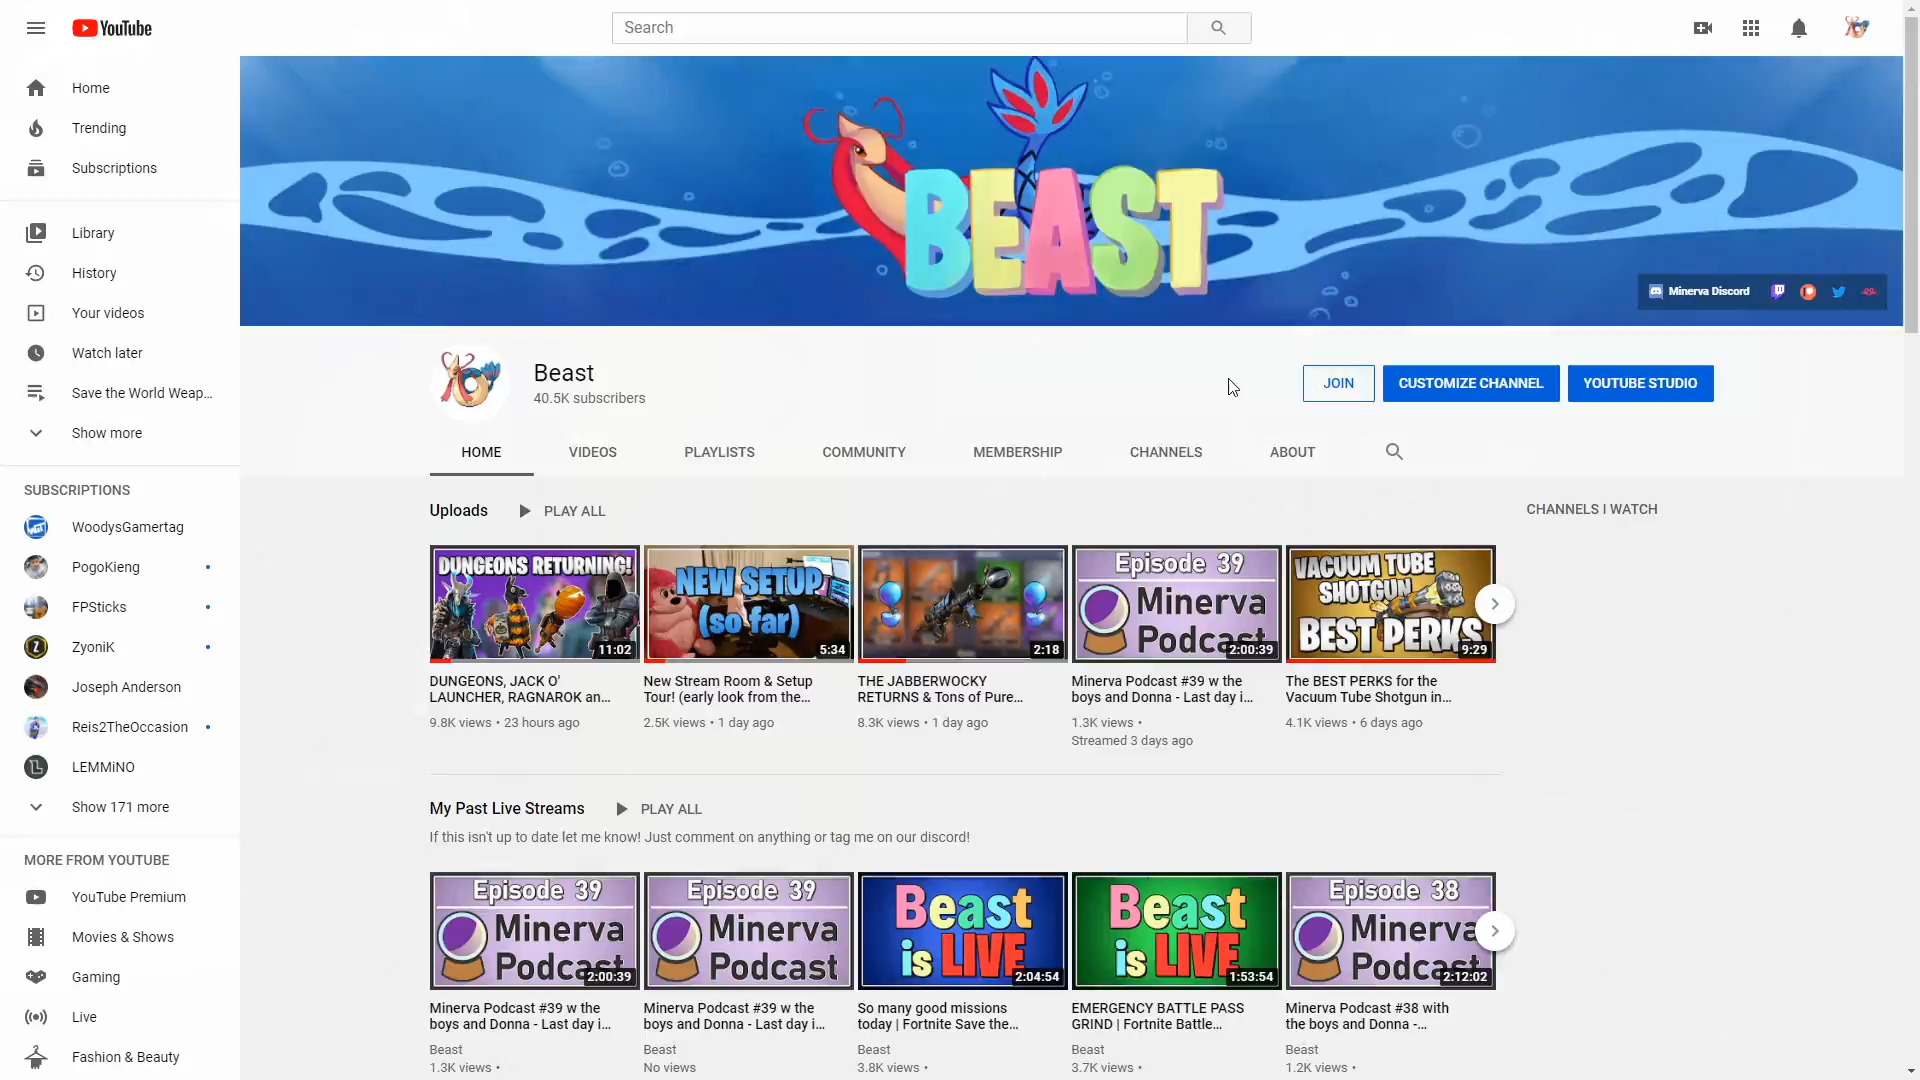 YouTube
Search
Home
Trending
Subscriptions
Library
History
Your videos
Watch later
Save the World Weap...
Show more
SUBSCRIPTIONS
WoodysGamertag
PogoKieng
FPSticks
ZyoniK
Joseph Anderson
Reis2TheOccasion
LEMMiNO
Show 171 more
MORE FROM YOUTUBE
YouTube Premium
Movies & Shows
Gaming
Live
Fashion & Beauty
BEAST
Minerva Discord
Beast
40.5K subscribers
JOIN
CUSTOMIZE CHANNEL
YOUTUBE STUDIO
HOME
VIDEOS
PLAYLISTS
COMMUNITY
MEMBERSHIP
CHANNELS
ABOUT
Uploads
PLAY ALL
CHANNELS I WATCH
DUNGEONS RETURNING!
11:02
DUNGEONS, JACK O'
LAUNCHER, RAGNAROK an...
9.8K views • 23 hours ago
NEW SETUP
(so far)
5:34
New Stream Room & Setup
Tour! (early look from the...
2.5K views • 1 day ago
2:18
THE JABBERWOCKY
RETURNS & Tons of Pure...
8.3K views • 1 day ago
Episode 39
Minerva
Podcast
2:00:39
Minerva Podcast #39 w the
boys and Donna - Last day i...
1.3K views •
Streamed 3 days ago
VACUUM TUBE
SHOTGUN
BEST PERKS
9:29
The BEST PERKS for the
Vacuum Tube Shotgun in...
4.1K views • 6 days ago
My Past Live Streams
PLAY ALL
If this isn't up to date let me know! Just comment on anything or tag me on our discord!
Episode 39
Minerva
Podcast
2:00:39
Minerva Podcast #39 w the
boys and Donna - Last day i...
Beast
1.3K views •
Episode 39
Minerva
Podcast
Minerva Podcast #39 w the
boys and Donna - Last day i...
Beast
No views
Beast
is LIVE
2:04:54
So many good missions
today | Fortnite Save the...
Beast
3.8K views •
Beast
is LIVE
1:53:54
EMERGENCY BATTLE PASS
GRIND | Fortnite Battle...
Beast
3.7K views •
Episode 38
Minerva
Podcast
2:12:02
Minerva Podcast #38 with
the boys and Donna -...
Beast
1.2K views •